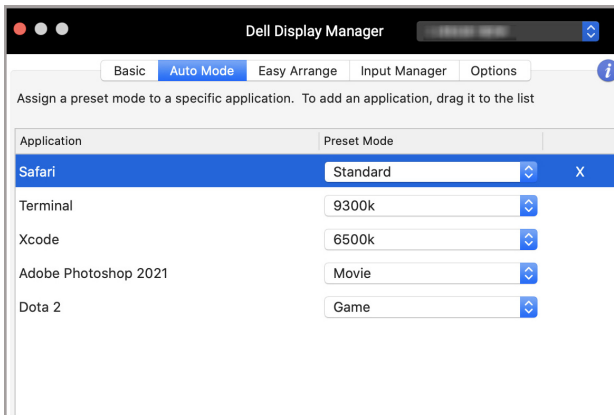 Dell Display Manager
Basic Auto Mode Easy Arrange Input Manager Options i
Assign a preset mode to a specific application. To add an application, drag it to the list
Application Preset Mode
Safari Standard X
Terminal 9300k
Xcode 6500k
Adobe Photoshop 2021 Movie
Dota 2 Game